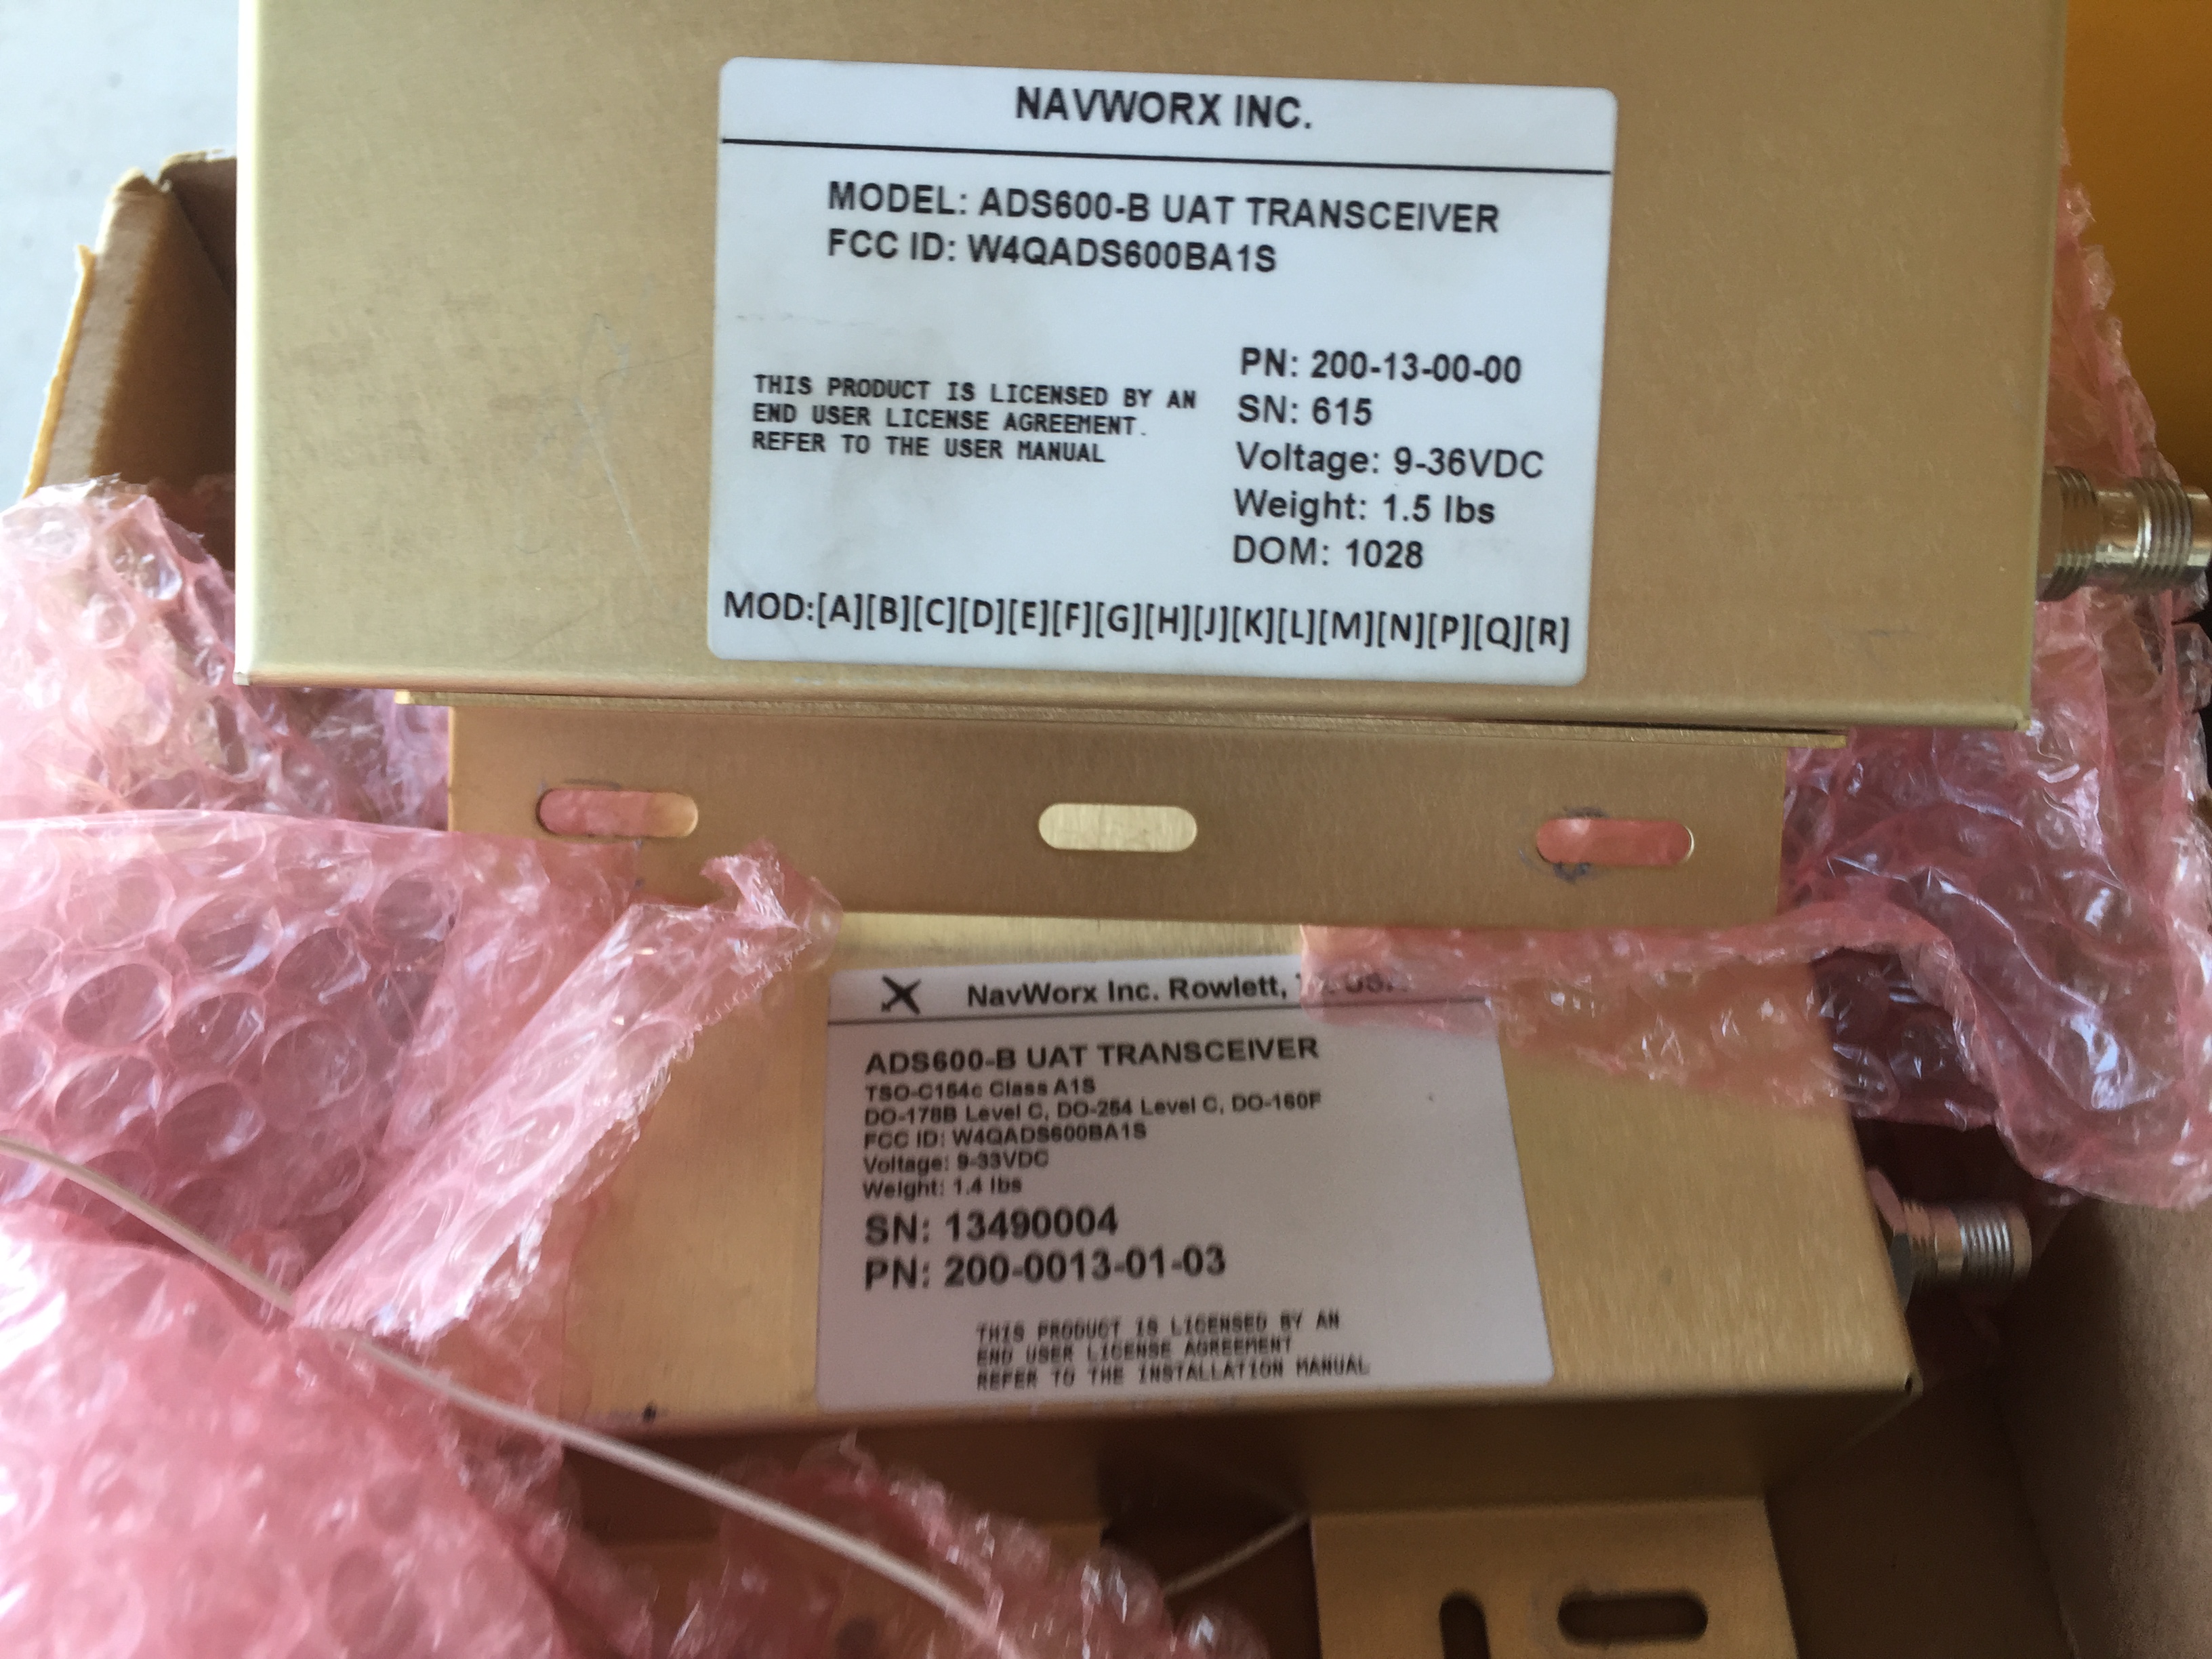 NAVWORX INC.
MODEL: ADS600-B UAT TRANSCEIVER
FCC ID: W4QADS600BA1S
THIS PRODUCT IS LICENSED BY AN
END USER LICENSE AGREEMENT.
REFER TO THE USER MANUAL
PN: 200-13-00-00
SN: 615
Voltage: 9-36VDC
Weight: 1.5 lbs
DOM: 1028
MOD:[A][B][C][D][E][F][G][H][J][K][L][M][N][P][Q][R]
NavWorx Inc. Rowlett,
ADS600-B UAT TRANSCEIVER
TSO-C154c Class A1S
DO-178B Level C, DO-254 Level C, DO-160F
FCC ID: W4QADS600BA1S
Voltage: 9-33VDC
Weight: 1.4 lbs
SN: 13490004
PN: 200-0013-01-03
THIS PRODUCT IS LICENSED BY AN
END USER LICENSE AGREEMENT
REFER TO THE INSTALLATION MANUAL